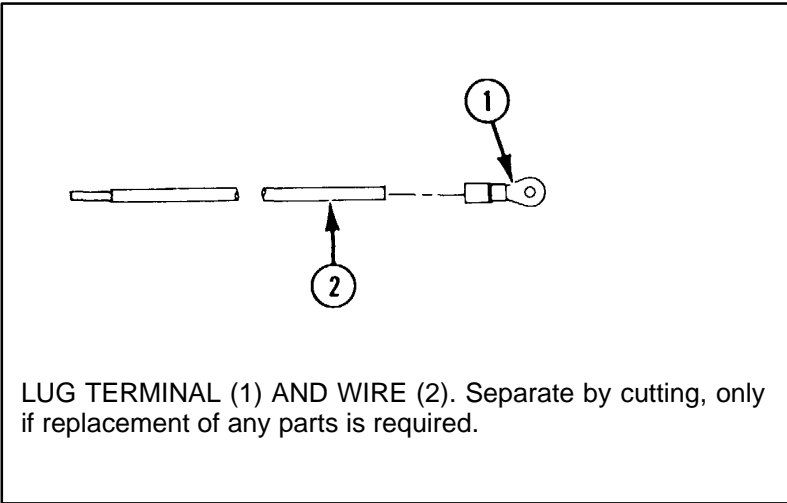 1
2
LUG TERMINAL (1) AND WIRE (2). Separate by cutting, only
if replacement of any parts is required.